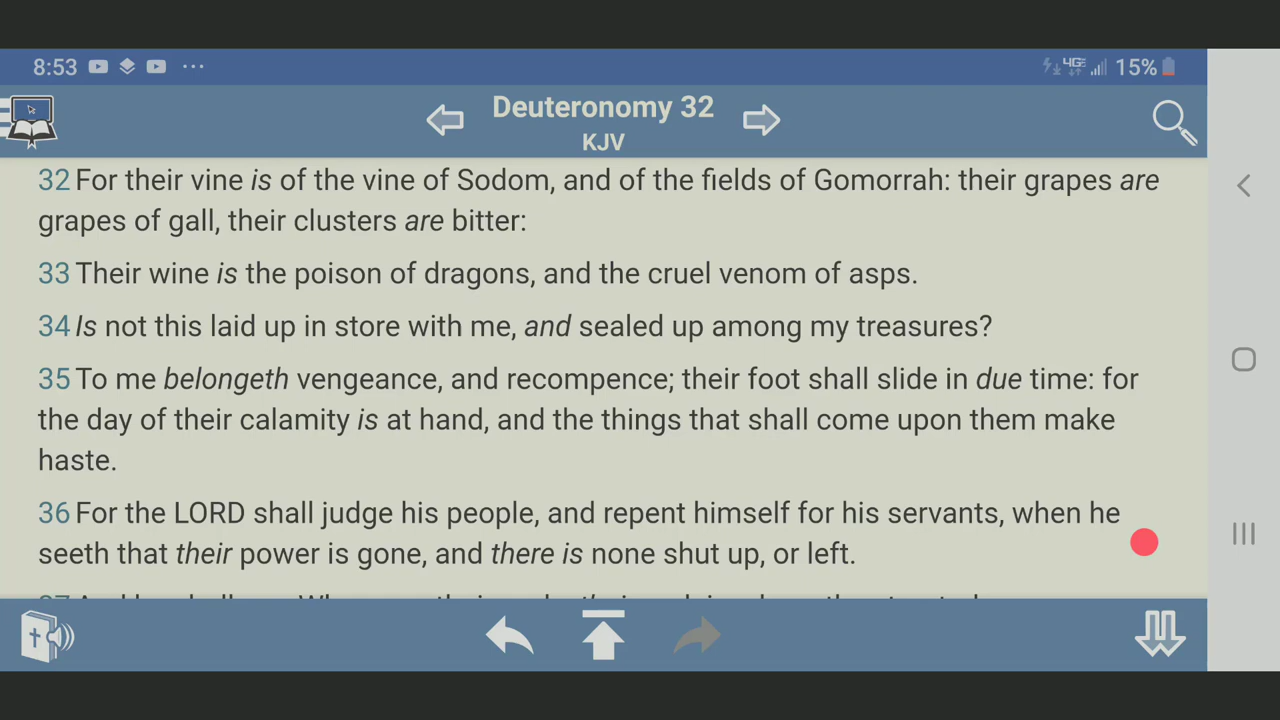 8:53 ... 4GE 15%
Deuteronomy 32
KJV
32 For their vine is of the vine of Sodom, and of the fields of Gomorrah: their grapes are
grapes of gall, their clusters are bitter:
33 Their wine is the poison of dragons, and the cruel venom of asps.
34 Is not this laid up in store with me, and sealed up among my treasures?
35 To me belongeth vengeance, and recompence; their foot shall slide in due time: for
the day of their calamity is at hand, and the things that shall come upon them make
haste.
36 For the LORD shall judge his people, and repent himself for his servants, when he
seeth that their power is gone, and there is none shut up, or left.